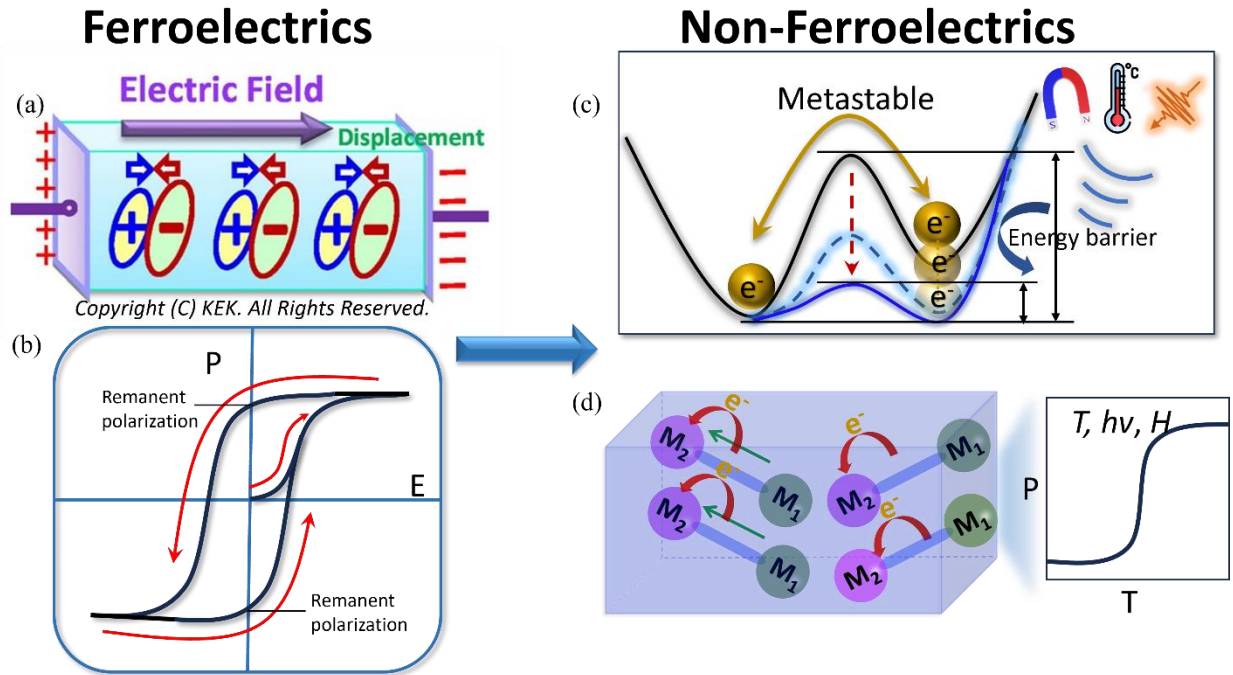 Ferroelectrics
Non-Ferroelectrics
(a)
Electric Field
Displacement
+
+
+
+
+
+
+ − + − + −
−
−
−
−
−
−
Copyright (C) KEK. All Rights Reserved.
(b)
P
Remanent
polarization
E
Remanent
polarization
(c)
Metastable
°C
S N
e-
e-
e-
e-
Energy barrier
(d)
e-
M2
M1
e-
M2
M1
e-
M2
M1
e-
M2
M1
T, hν, H
P
T